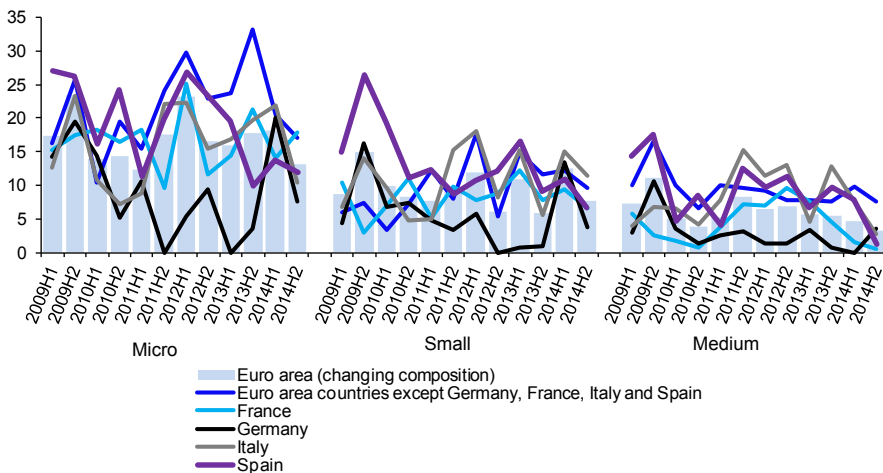 35
30
25
20
15
10
5
0
2009H1
2009H2
2010H1
2010H2
2011H1
2011H2
2012H1
2012H2
2013H1
2013H2
2014H1
2014H2
2009H1
2009H2
2010H1
2010H2
2011H1
2011H2
2012H1
2012H2
2013H1
2013H2
2014H1
2014H2
2009H1
2009H2
2010H1
2010H2
2011H1
2011H2
2012H1
2012H2
2013H1
2013H2
2014H1
2014H2
Micro
Small
Medium
Euro area (changing composition)
Euro area countries except Germany, France, Italy and Spain
France
Germany
Italy
Spain